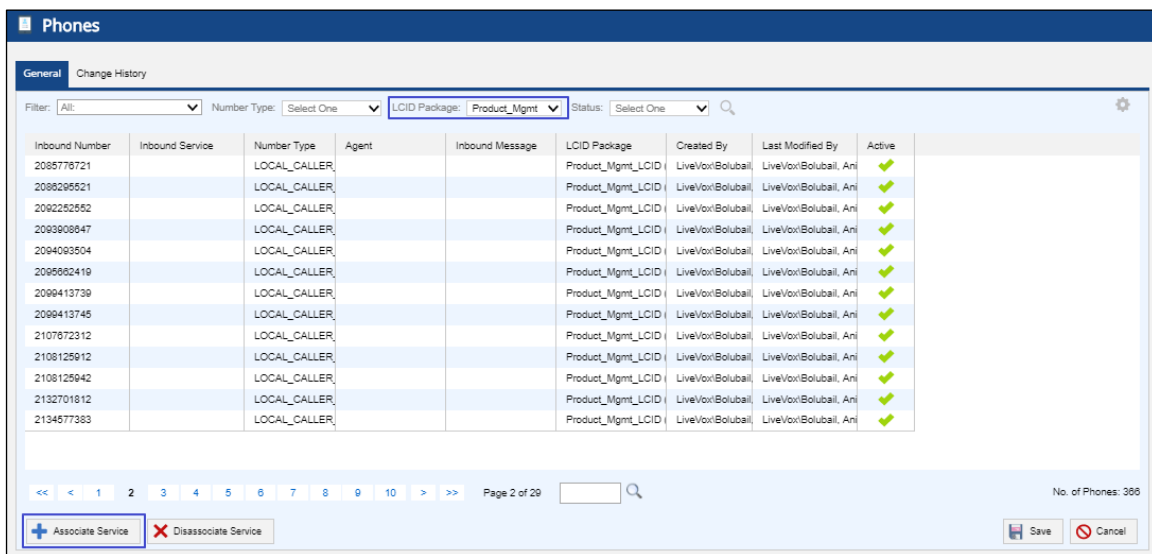 Phones
General Change History
Filter: All: Number Type: Select One LCID Package: Product_Mgmt Status: Select One
Inbound Number Inbound Service Number Type Agent Inbound Message LCID Package Created By Last Modified By Active
2085776721 LOCAL_CALLER_ Product_Mgmt_LCID ( LiveVox\Bolubail, LiveVox\Bolubail, Ani
2086295521 LOCAL_CALLER_ Product_Mgmt_LCID ( LiveVox\Bolubail, LiveVox\Bolubail, Ani
2092252552 LOCAL_CALLER_ Product_Mgmt_LCID ( LiveVox\Bolubail, LiveVox\Bolubail, Ani
2093908647 LOCAL_CALLER_ Product_Mgmt_LCID ( LiveVox\Bolubail, LiveVox\Bolubail, Ani
2094093504 LOCAL_CALLER_ Product_Mgmt_LCID ( LiveVox\Bolubail, LiveVox\Bolubail, Ani
2095662419 LOCAL_CALLER_ Product_Mgmt_LCID ( LiveVox\Bolubail, LiveVox\Bolubail, Ani
2099413739 LOCAL_CALLER_ Product_Mgmt_LCID ( LiveVox\Bolubail, LiveVox\Bolubail, Ani
2099413745 LOCAL_CALLER_ Product_Mgmt_LCID ( LiveVox\Bolubail, LiveVox\Bolubail, Ani
2107672312 LOCAL_CALLER_ Product_Mgmt_LCID ( LiveVox\Bolubail, LiveVox\Bolubail, Ani
2108125912 LOCAL_CALLER_ Product_Mgmt_LCID ( LiveVox\Bolubail, LiveVox\Bolubail, Ani
2108125942 LOCAL_CALLER_ Product_Mgmt_LCID ( LiveVox\Bolubail, LiveVox\Bolubail, Ani
2132701812 LOCAL_CALLER_ Product_Mgmt_LCID ( LiveVox\Bolubail, LiveVox\Bolubail, Ani
2134577383 LOCAL_CALLER_ Product_Mgmt_LCID ( LiveVox\Bolubail, LiveVox\Bolubail, Ani
<< < 1 2 3 4 5 6 7 8 9 10 > >> Page 2 of 29 No. of Phones: 366
Associate Service Disassociate Service Save Cancel